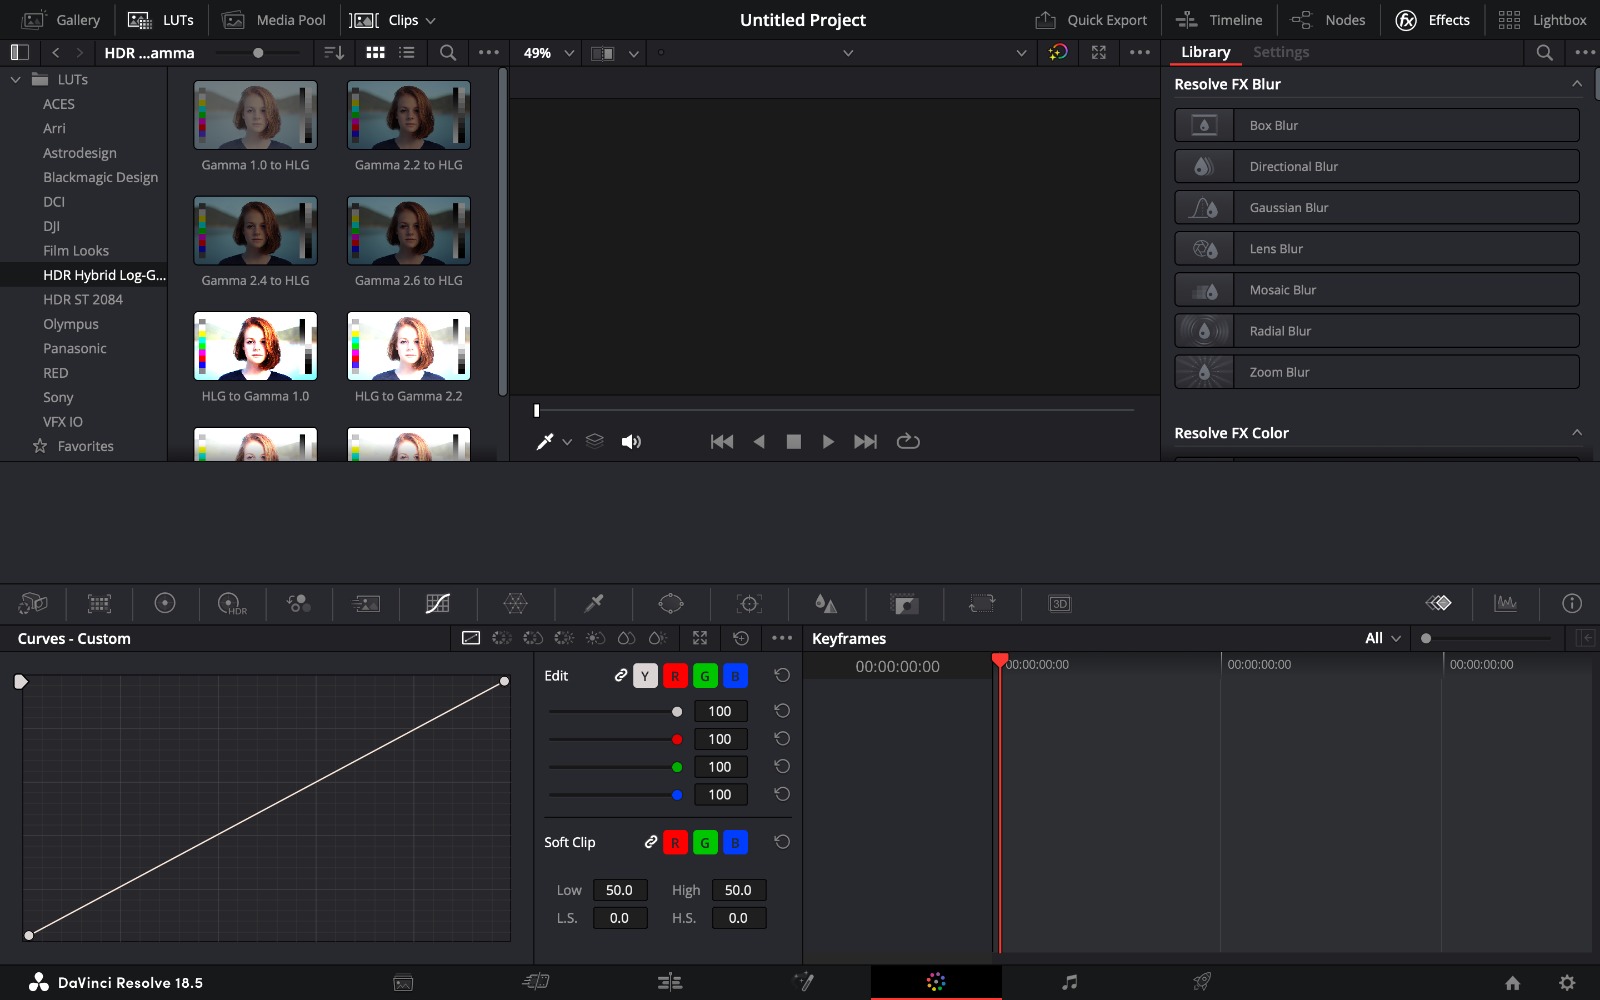 Gallery
LUTs
Media Pool
Clips
Untitled Project
Quick Export
Timeline
Nodes
fx Effects
Lightbox
HDR ...amma
49%
Library
Settings
LUTs
ACES
Arri
Astrodesign
Blackmagic Design
DCI
DJI
Film Looks
HDR Hybrid Log-G...
HDR ST 2084
Olympus
Panasonic
RED
Sony
VFX IO
Favorites
Gamma 1.0 to HLG
Gamma 2.2 to HLG
Gamma 2.4 to HLG
Gamma 2.6 to HLG
HLG to Gamma 1.0
HLG to Gamma 2.2
Resolve FX Blur
Box Blur
Directional Blur
Gaussian Blur
Lens Blur
Mosaic Blur
Radial Blur
Zoom Blur
Resolve FX Color
HDR
3D
Curves - Custom
Edit
Y
R
G
B
100
100
100
100
Soft Clip
R
G
B
Low
50.0
High
50.0
L.S.
0.0
H.S.
0.0
Keyframes
All
00:00:00:00
00:00:00:00
00:00:00:00
00:00:00:00
DaVinci Resolve 18.5